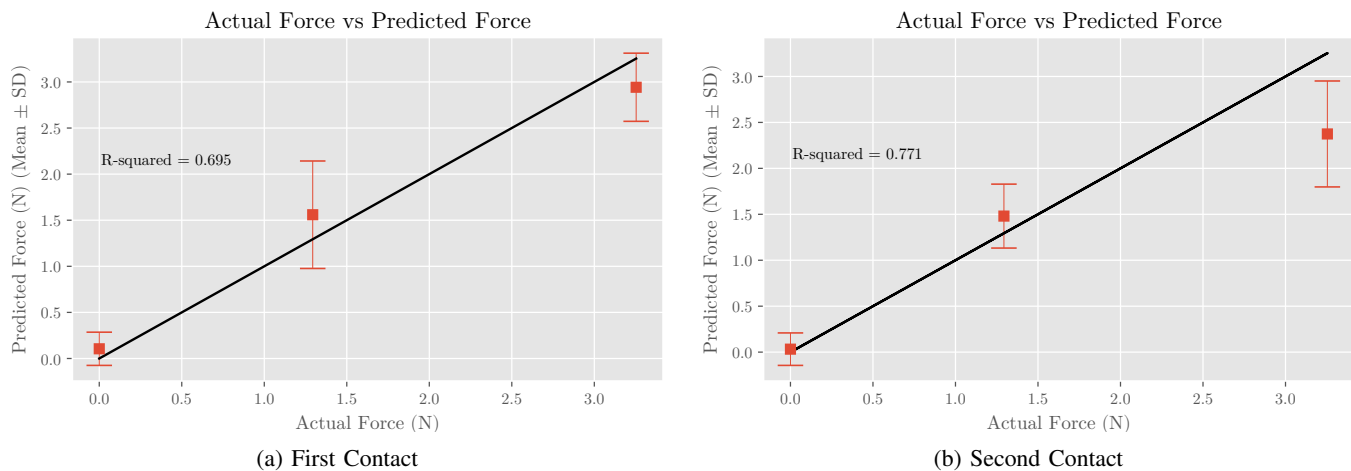 Actual Force vs Predicted Force
Predicted Force (N) (Mean ± SD)
3.0
2.5
2.0
1.5
1.0
0.5
0.0
R-squared = 0.695
0.0 0.5 1.0 1.5 2.0 2.5 3.0
Actual Force (N)
(a) First Contact
Actual Force vs Predicted Force
Predicted Force (N) (Mean ± SD)
3.0
2.5
2.0
1.5
1.0
0.5
0.0
R-squared = 0.771
0.0 0.5 1.0 1.5 2.0 2.5 3.0
Actual Force (N)
(b) Second Contact